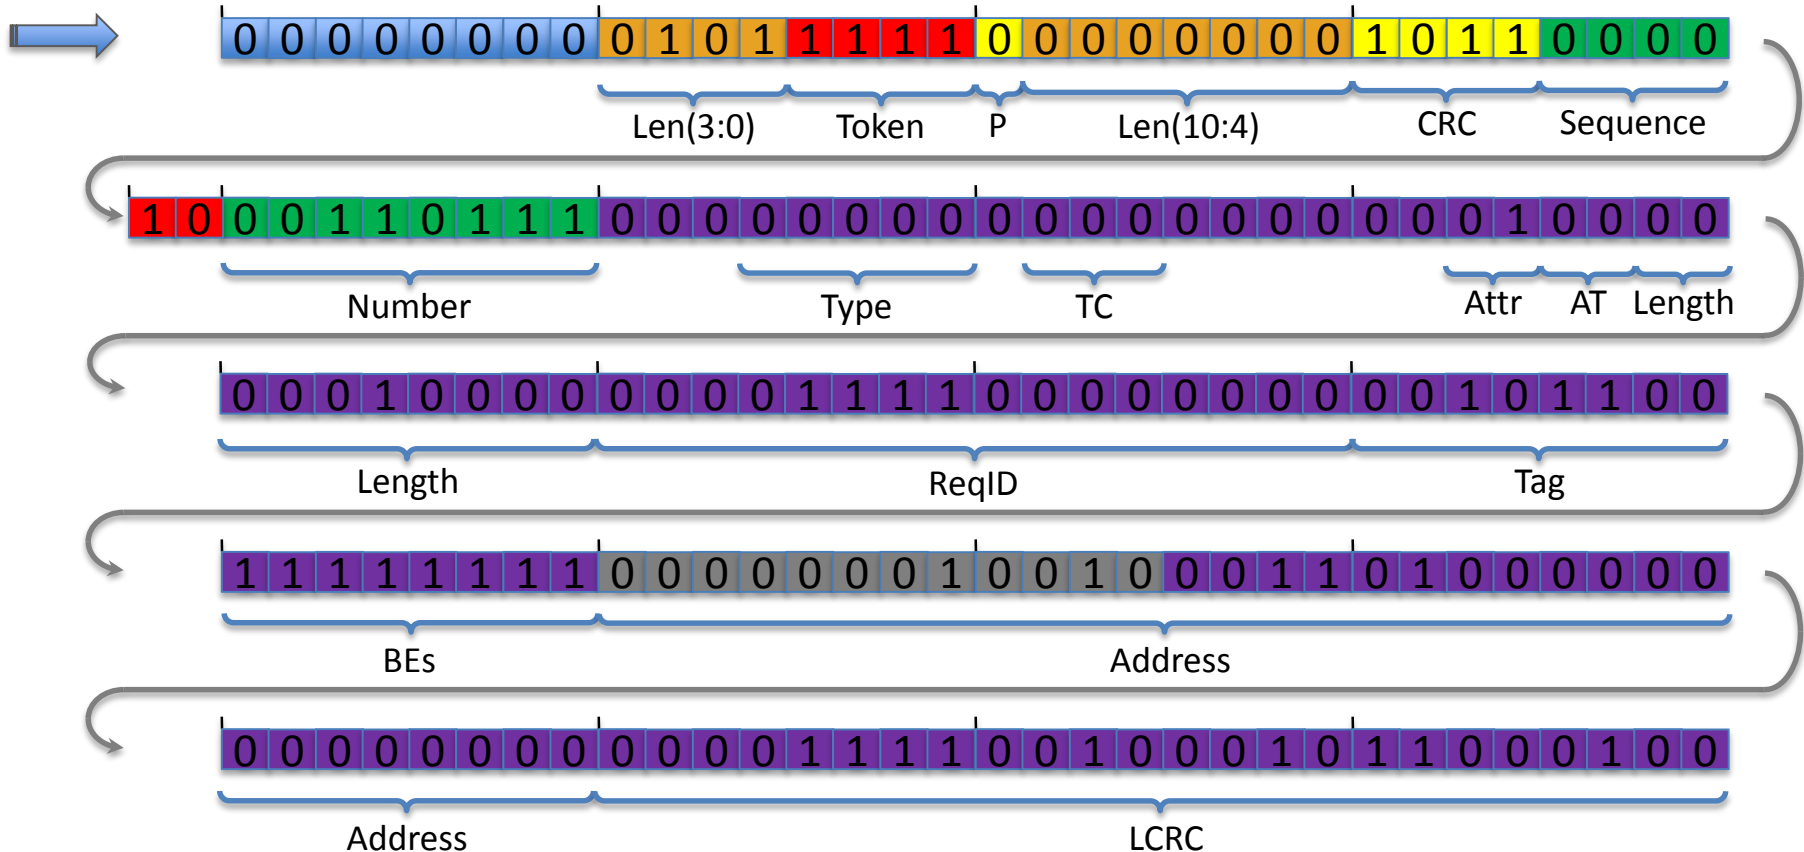 0 0 0 0 0 0 0 0 0 1 0 1 1 1 1 1 0 0 0 0 0 0 0 0 1 0 1 1 0 0 0 0
Len(3:0) Token P Len(10:4) CRC Sequence
1 0 0 0 1 1 0 1 1 1 0 0 0 0 0 0 0 0 0 0 0 0 0 0 0 0 0 0 0 1 0 0 0 0
Number Type TC Attr AT Length
0 0 0 1 0 0 0 0 0 0 0 0 1 1 1 1 0 0 0 0 0 0 0 0 0 0 1 0 1 1 0 0
Length ReqID Tag
1 1 1 1 1 1 1 1 0 0 0 0 0 0 0 1 0 0 1 0 0 0 1 1 0 1 0 0 0 0 0 0
BEs Address
0 0 0 0 0 0 0 0 0 0 0 0 1 1 1 1 0 0 1 0 0 0 1 0 1 1 0 0 0 1 0 0
Address LCRC